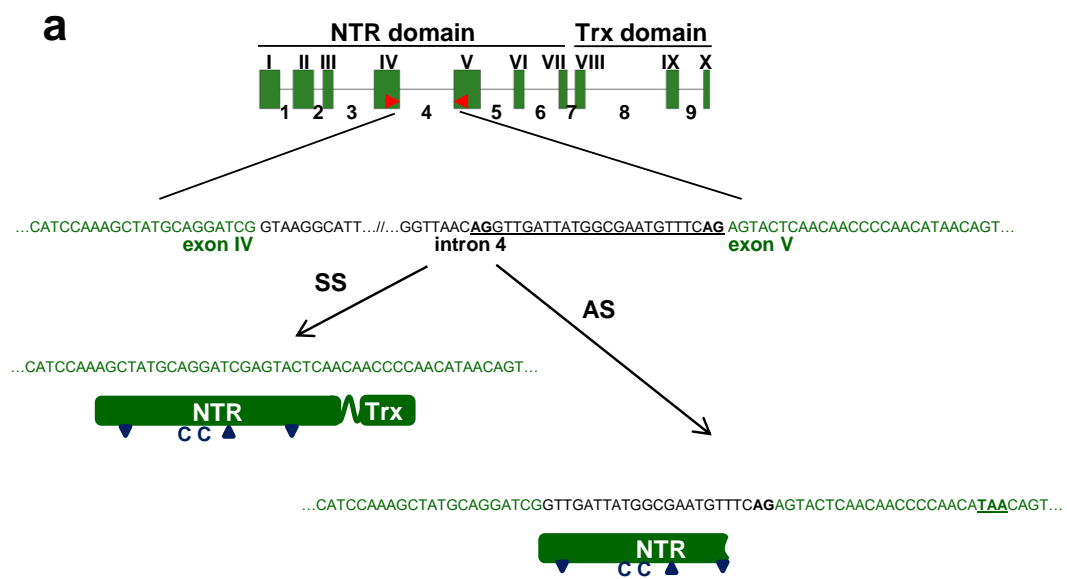 a
NTR domain Trx domain
I II III IV V VI VII VIII IX X
1 2 3 4 5 6 7 8 9
…CATCCAAAGCTATGCAGGATCG GTAAGGCATT…//…GGTTAACAGGTTGATTATGGCGAATGTTTCAG AGTACTCAACAACCCCAACATAACAGT…
exon IV intron 4 exon V
SS
AS
…CATCCAAAGCTATGCAGGATCGAGTACTCAACAACCCCAACATAACAGT…
NTR Trx
C C
…CATCCAAAGCTATGCAGGATCGGTTGATTATGGCGAATGTTTCAGAGTACTCAACAACCCCAACATAACAGT…
NTR
C C